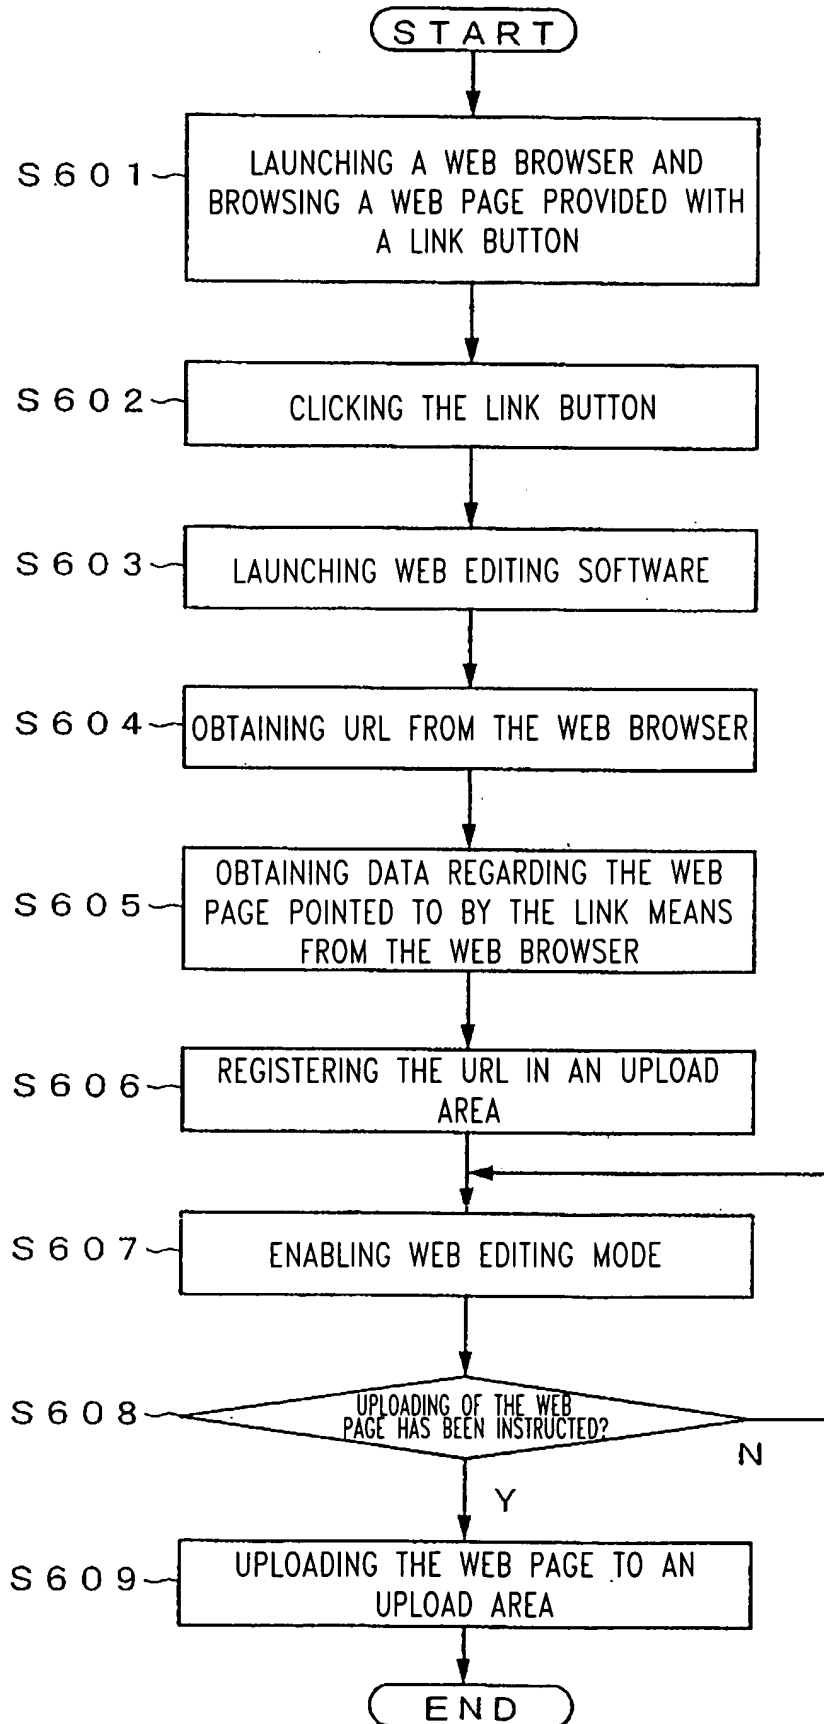 START
S601
LAUNCHING A WEB BROWSER AND
BROWSING A WEB PAGE PROVIDED WITH
A LINK BUTTON
S602
CLICKING THE LINK BUTTON
S603
LAUNCHING WEB EDITING SOFTWARE
S604
OBTAINING URL FROM THE WEB BROWSER
S605
OBTAINING DATA REGARDING THE WEB
PAGE POINTED TO BY THE LINK MEANS
FROM THE WEB BROWSER
S606
REGISTERING THE URL IN AN UPLOAD
AREA
S607
ENABLING WEB EDITING MODE
S608
UPLOADING OF THE WEB
PAGE HAS BEEN INSTRUCTED?
N
Y
S609
UPLOADING THE WEB PAGE TO AN
UPLOAD AREA
END